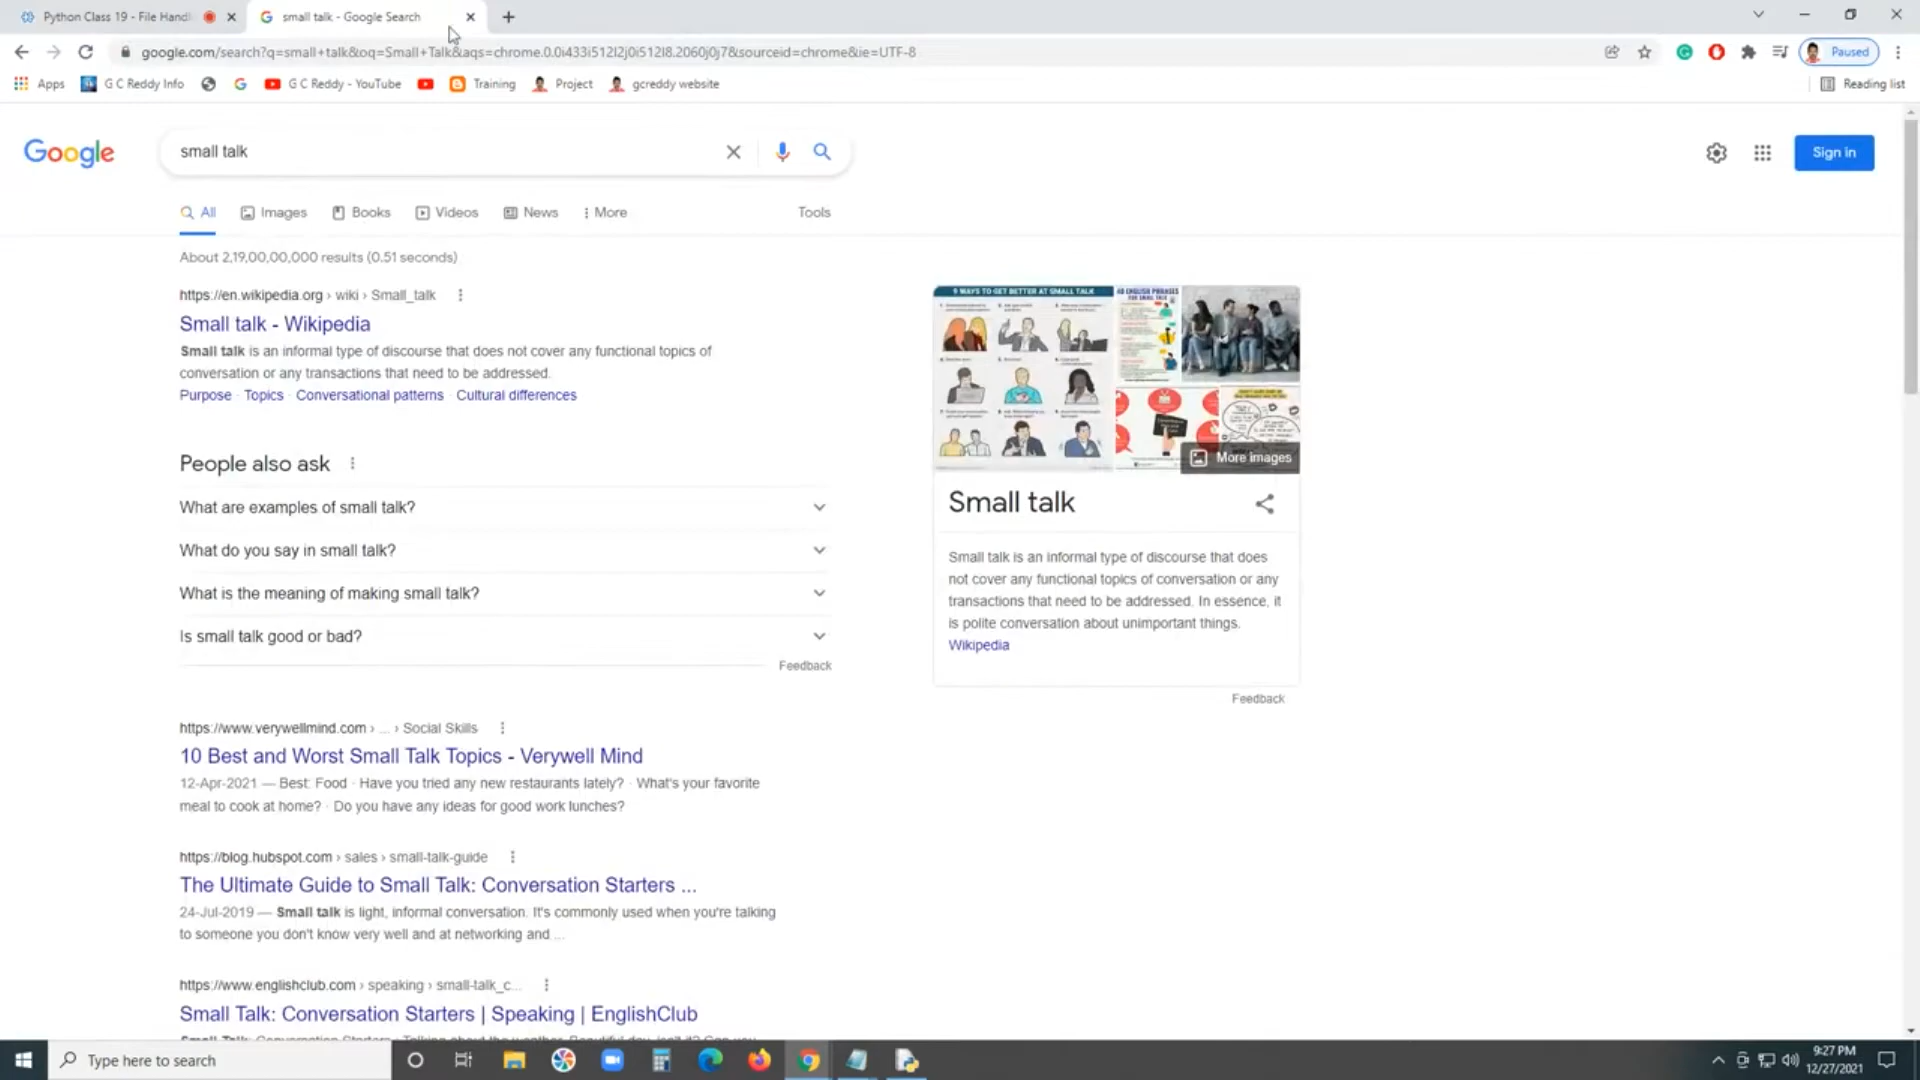 Python Class 19 - File Handl
small talk - Google Search
google.com/search?q=small+talk&oq=Small+Talk&aqs=chrome.0.0i433i512l2j0i512l8.2060j0j7&sourceid=chrome&ie=UTF-8
Paused
Apps
G C Reddy Info
G C Reddy - YouTube
Training
Project
gcreddy website
Reading list
Google
small talk
Sign in
All
Images
Books
Videos
News
More
Tools
About 2,19,00,00,000 results (0.51 seconds)
https://en.wikipedia.org › wiki › Small_talk
Small talk - Wikipedia
Small talk is an informal type of discourse that does not cover any functional topics of
conversation or any transactions that need to be addressed.
Purpose · Topics · Conversational patterns · Cultural differences
People also ask
What are examples of small talk?
What do you say in small talk?
What is the meaning of making small talk?
Is small talk good or bad?
Feedback
https://www.verywellmind.com › ... › Social Skills
10 Best and Worst Small Talk Topics - Verywell Mind
12-Apr-2021 — Best: Food · Have you tried any new restaurants lately? · What's your favorite
meal to cook at home? · Do you have any ideas for good work lunches?
https://blog.hubspot.com › sales › small-talk-guide
The Ultimate Guide to Small Talk: Conversation Starters ...
24-Jul-2019 — Small talk is light, informal conversation. It's commonly used when you're talking
to someone you don't know very well and at networking and ...
https://www.englishclub.com › speaking › small-talk_c...
Small Talk: Conversation Starters | Speaking | EnglishClub
9 WAYS TO GET BETTER AT SMALL TALK
More images
Small talk
Small talk is an informal type of discourse that does
not cover any functional topics of conversation or any
transactions that need to be addressed. In essence, it
is polite conversation about unimportant things.
Wikipedia
Feedback
Type here to search
9:27 PM
12/27/2021